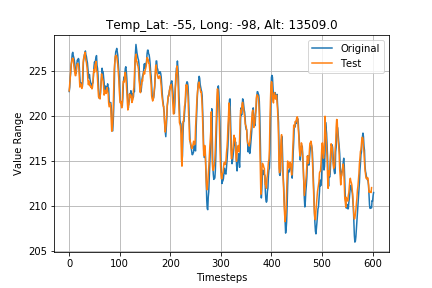 Temp_Lat: -55, Long: -98, Alt: 13509.0
Original
Test
225
220
215
210
205
Value Range
0 100 200 300 400 500 600
Timesteps